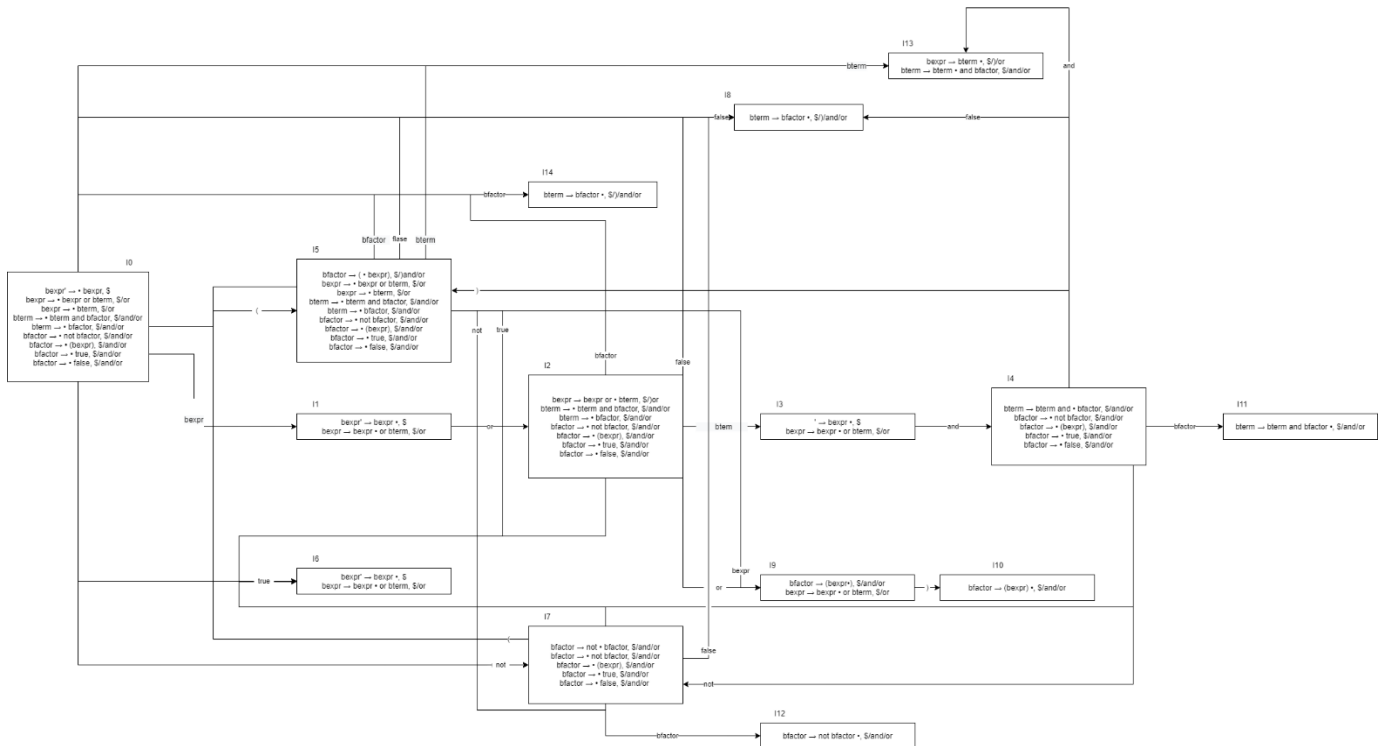 I13
bexpr → bterm •, $/)/or
bterm → bterm • and bfactor, $/and/or
bterm
and
I8
bterm → bfactor •, $/)/and/or
false
false
I14
bterm → bfactor •, $/)/and/or
bfactor
bfactor
flase
bterm
I0
bexpr' → • bexpr, $
bexpr → • bexpr or bterm, $/or
bexpr → • bterm, $/or
bterm → • bterm and bfactor, $/and/or
bterm → • bfactor, $/and/or
bfactor → • not bfactor, $/and/or
bfactor → • (bexpr), $/and/or
bfactor → • true, $/and/or
bfactor → • false, $/and/or
I5
bfactor → ( • bexpr), $/)and/or
bexpr → • bexpr or bterm, $/or
bexpr → • bterm, $/or
bterm → • bterm and bfactor, $/and/or
bterm → • bfactor, $/and/or
bfactor → • not bfactor, $/and/or
bfactor → • (bexpr), $/and/or
bfactor → • true, $/and/or
bfactor → • false, $/and/or
(
)
not
true
bfactor
false
bexpr
I1
bexpr' → bexpr •, $
bexpr → bexpr • or bterm, $/or
or
I2
bexpr → bexpr or • bterm, $/)/or
bterm → • bterm and bfactor, $/and/or
bterm → • bfactor, $/and/or
bfactor → • not bfactor, $/and/or
bfactor → • (bexpr), $/and/or
bfactor → • true, $/and/or
bfactor → • false, $/and/or
btem
I3
' → bexpr •, $
bexpr → bexpr • or bterm, $/or
and
I4
bterm → bterm and • bfactor, $/and/or
bfactor → • not bfactor, $/and/or
bfactor → • (bexpr), $/and/or
bfactor → • true, $/and/or
bfactor → • false, $/and/or
bfactor
I11
bterm → bterm and bfactor •, $/and/or
I6
true
bexpr' → bexpr •, $
bexpr → bexpr • or bterm, $/or
bexpr
or
I9
bfactor → (bexpr•), $/and/or
bexpr → bexpr • or bterm, $/or
)
I10
bfactor → (bexpr) •, $/and/or
I7
bfactor → not • bfactor, $/and/or
bfactor → • not bfactor, $/and/or
bfactor → • (bexpr), $/and/or
bfactor → • true, $/and/or
bfactor → • false, $/and/or
(
not
false
not
bfactor
I12
bfactor → not bfactor •, $/and/or